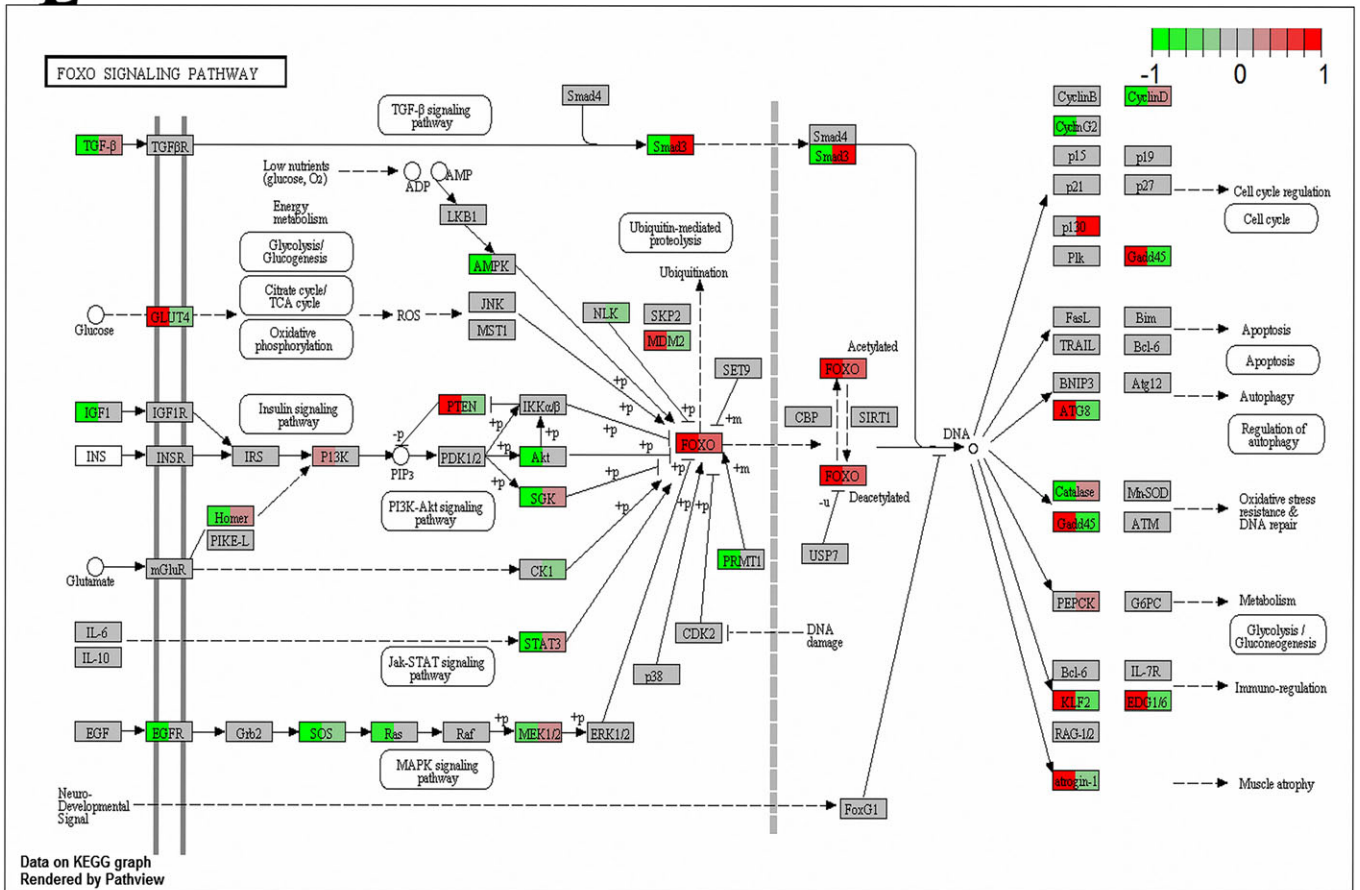 FOXO SIGNALING PATHWAY
-1 0 1
TGF-β signaling
pathway
Smad4
TGF-β
TGFβR
Smad3
Smad4
Smad3
Low nutrients
(glucose, O2)
ADP
AMP
Energy
metabolism
LKB1
Glycolysis/
Glucogenesis
AMPK
Ubiquitin-mediated
proteolysis
Ubiquitination
Citrate cycle/
TCA cycle
Glucose
GLUT4
ROS
JNK
MST1
Oxidative
phosphorylation
NLK
SKP2
MDM2
SET9
Acetylated
FOXO
CBP
SIRT1
FOXO
Deacetylated
-u
USP7
IGF1
IGF1R
Insulin signaling
pathway
PTEN
IKKα/β
+p
+p
+p
+m
FOXO
INS
INSR
IRS
P13K
-p
PIP3
PDK1/2
+p
+p
+p
Akt
+p
+p
+p
+p
+m
+p
SGK
PI3K-Akt signaling
pathway
Homer
PIKE-L
+p
+p
+p
+p
Glutamate
mGluR
CK1
PRMT1
IL-6
IL-10
STAT3
Jak-STAT signaling
pathway
CDK2
DNA
damage
p38
EGF
EGFR
Grb2
SOS
Ras
Raf
+p
MEK1/2
+p
ERK1/2
MAPK signaling
pathway
Neuro-
Developmental
Signal
FoxG1
DNA
CyclinB
CyclinD
CyclinG2
p15
p19
p21
p27
Cell cycle regulation
Cell cycle
p130
Plk
Gadd45
FasL
Bim
Apoptosis
TRAIL
Bcl-6
Apoptosis
BNIP3
Atg12
Autophagy
ATG8
Regulation of
autophagy
Catalase
Mn-SOD
Oxidative stress
resistance &
DNA repair
Gadd45
ATM
PEPCK
G6PC
Metabolism
Glycolysis /
Gluconeogenesis
Bcl-6
IL-7R
Immuno-regulation
KLF2
EDG1/6
RAG-1/2
atrogin-1
Muscle atrophy
Data on KEGG graph
Rendered by Pathview